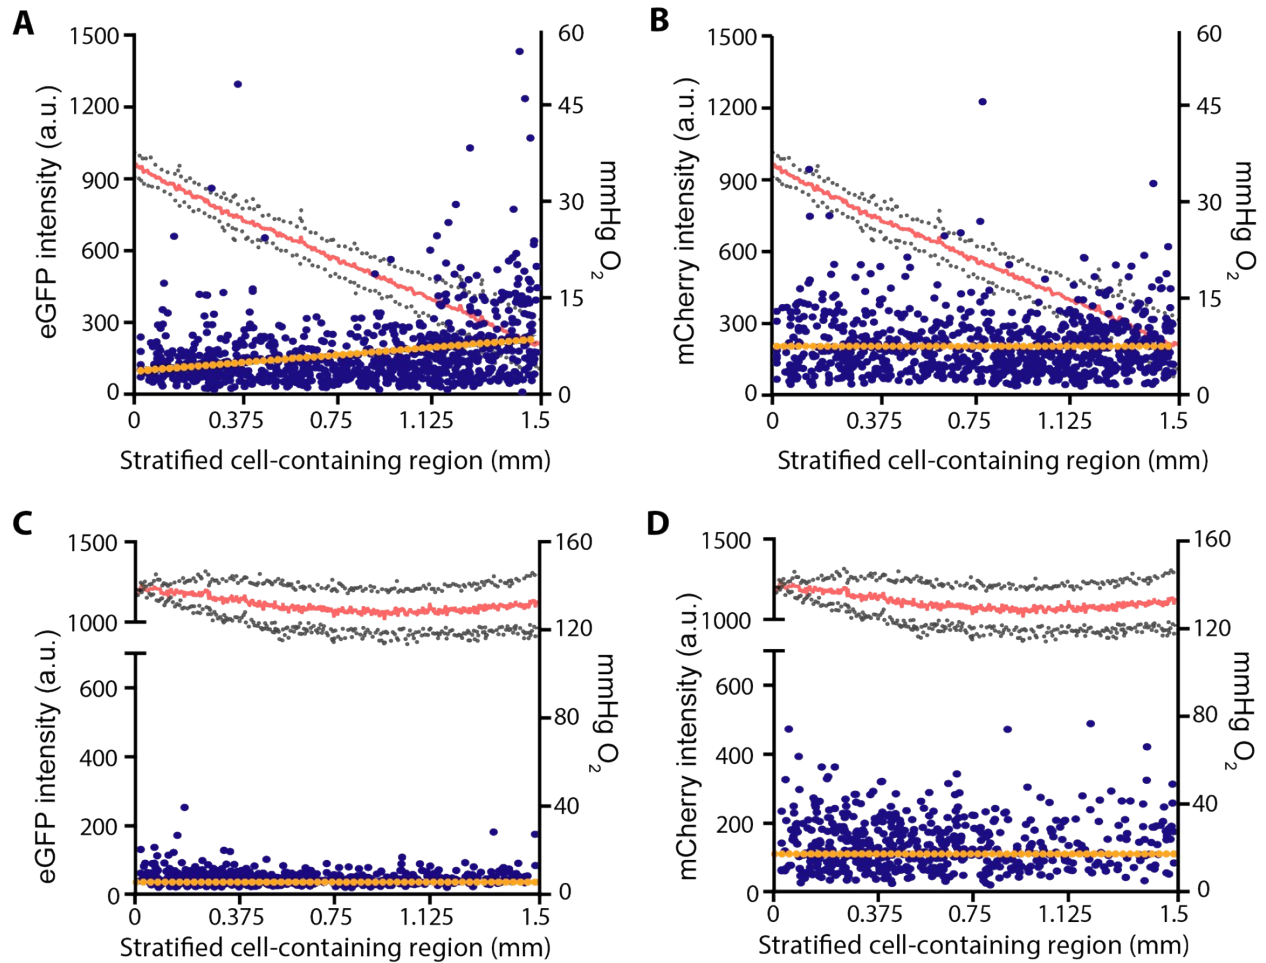 A
eGFP intensity (a.u.)
1500
1200
900
600
300
0
60
45
30
15
0
mmHg O2
0 0.375 0.75 1.125 1.5
Stratified cell-containing region (mm)
B
mCherry intensity (a.u.)
1500
1200
900
600
300
0
60
45
30
15
0
mmHg O2
0 0.375 0.75 1.125 1.5
Stratified cell-containing region (mm)
C
eGFP intensity (a.u.)
1500
1000
600
400
200
0
160
120
80
40
0
mmHg O2
0 0.375 0.75 1.125 1.5
Stratified cell-containing region (mm)
D
mCherry intensity (a.u.)
1500
1000
600
400
200
0
160
120
80
40
0
mmHg O2
0 0.375 0.75 1.125 1.5
Stratified cell-containing region (mm)